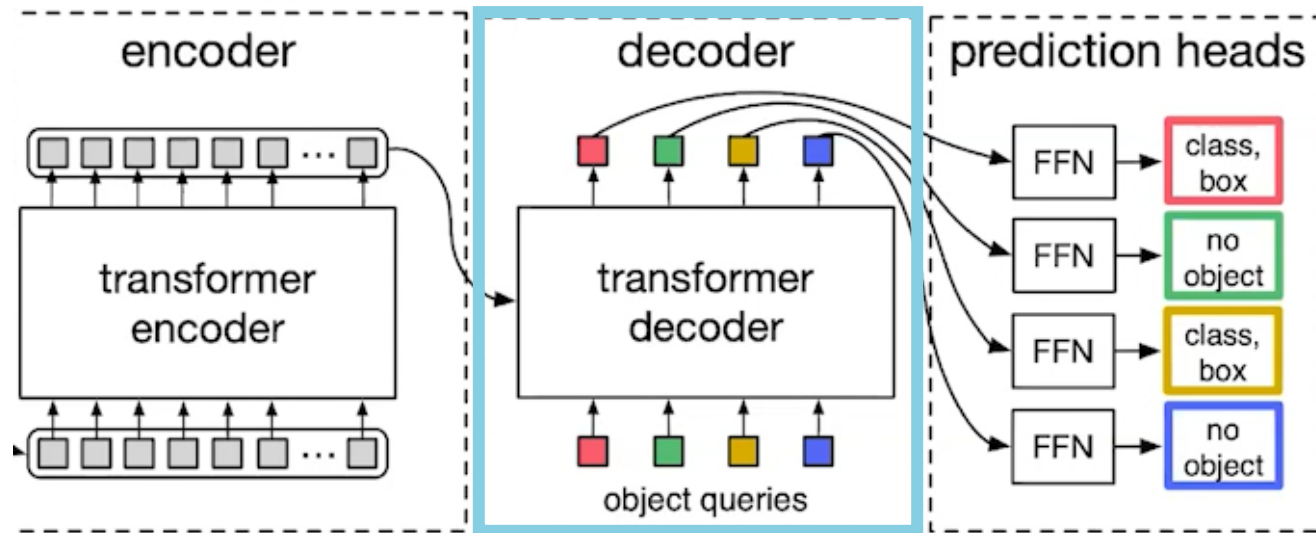 encoder
decoder
prediction heads
...
transformer
encoder
...
transformer
decoder
object queries
FFN
class,
box
FFN
no
object
FFN
class,
box
FFN
no
object